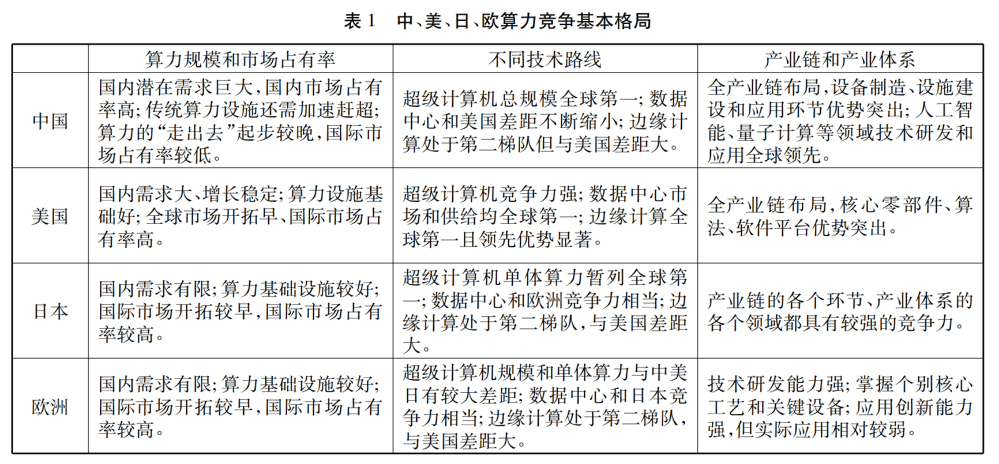 表 1 中、美、日、欧算力竞争基本格局
算力规模和市场占有率
不同技术路线
产业链和产业体系
中国
国内潜在需求巨大,国内市场占有
率高;传统算力设施还需加速赶超;
算力的“走出去”起步较晚,国际市
场占有率较低。
超级计算机总规模全球第一;数据
中心和美国差距不断缩小;边缘计
算处于第二梯队但与美国差距大。
全产业链布局,设备制造、设施建
设和应用环节优势突出;人工智
能、量子计算等领域技术研发和
应用全球领先。
美国
国内需求大、增长稳定;算力设施基
础好;全球市场开拓早、国际市场占
有率高。
超级计算机竞争力强;数据中心市
场和供给均全球第一;边缘计算全
球第一且领先优势显著。
全产业链布局,核心零部件、算
法、软件平台优势突出。
日本
国内需求有限;算力基础设施较好;
国际市场开拓较早,国际市场占有
率较高。
超级计算机单体算力暂列全球第
一;数据中心和欧洲竞争力相当;边
缘计算处于第二梯队,与美国差距
大。
产业链的各个环节、产业体系的
各个领域都具有较强的竞争力。
欧洲
国内需求有限;算力基础设施较好;
国际市场开拓较早,国际市场占有
率较高。
超级计算机规模和单体算力与中美
日有较大差距;数据中心和日本竞
争力相当;边缘计算处于第二梯队,
与美国差距大。
技术研发能力强;掌握个别核心
工艺和关键设备;应用创新能力
强,但实际应用相对较弱。